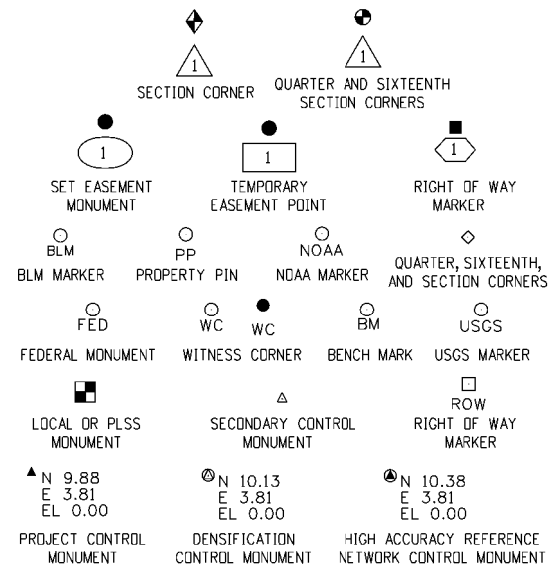 1
1
SECTION CORNER
QUARTER AND SIXTEENTH
SECTION CORNERS
1
1
1
SET EASEMENT
MONUMENT
TEMPORARY
EASEMENT POINT
RIGHT OF WAY
MARKER
BLM
BLM MARKER
PP
PROPERTY PIN
NOAA
NOAA MARKER
QUARTER, SIXTEENTH,
AND SECTION CORNERS
FED
FEDERAL MONUMENT
WC
WC
WITNESS CORNER
BM
BENCH MARK
USGS
USGS MARKER
LOCAL OR PLSS
MONUMENT
SECONDARY CONTROL
MONUMENT
ROW
RIGHT OF WAY
MARKER
N 9.88
E 3.81
EL 0.00
PROJECT CONTROL
MONUMENT
N 10.13
E 3.81
EL 0.00
DENSIFICATION
CONTROL MONUMENT
N 10.38
E 3.81
EL 0.00
HIGH ACCURACY REFERENCE
NETWORK CONTROL MONUMENT